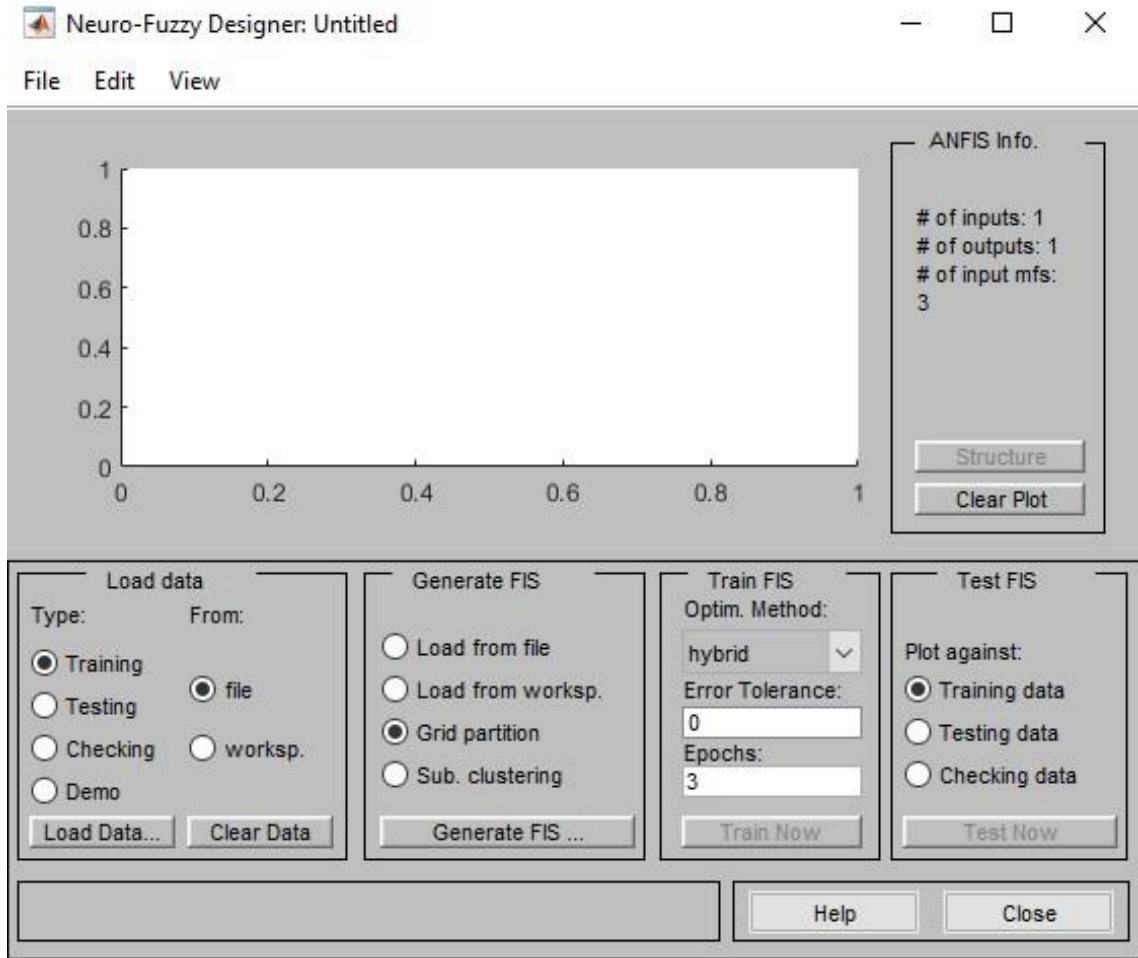 Neuro-Fuzzy Designer: Untitled
File Edit View
1
0.8
0.6
0.4
0.2
0
0 0.2 0.4 0.6 0.8 1
ANFIS Info.
# of inputs: 1
# of outputs: 1
# of input mfs:
3
Structure
Clear Plot
Load data
Type: From:
Training
file
Testing
Checking
worksp.
Demo
Load Data... Clear Data
Generate FIS
Load from file
Load from worksp.
Grid partition
Sub. clustering
Generate FIS ...
Train FIS
Optim. Method:
hybrid
Error Tolerance:
0
Epochs:
3
Train Now
Test FIS
Plot against:
Training data
Testing data
Checking data
Test Now
Help Close